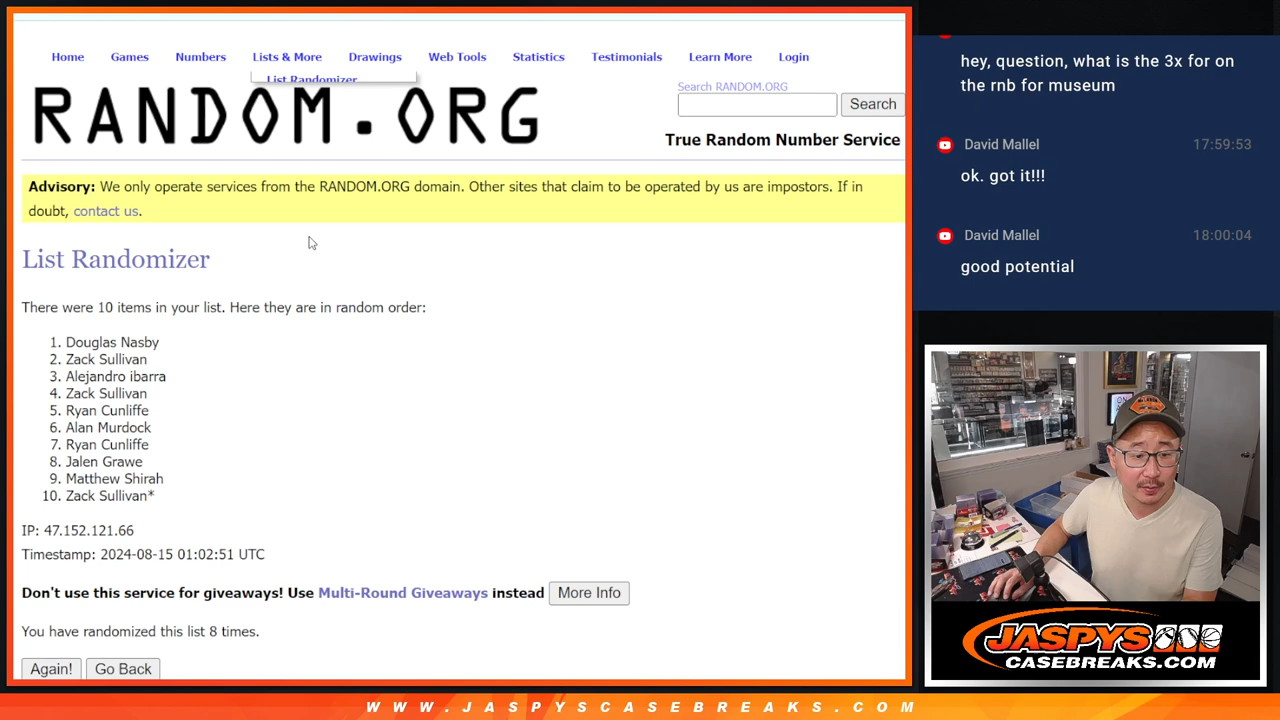 Home Games Numbers Lists & More Drawings Web Tools Statistics Testimonials Learn More Login
List Randomizer
RANDOM.ORG
Search RANDOM.ORG
Search
True Random Number Service
Advisory: We only operate services from the RANDOM.ORG domain. Other sites that claim to be operated by us are impostors. If in
doubt, contact us.
List Randomizer
There were 10 items in your list. Here they are in random order:
1. Douglas Nasby
2. Zack Sullivan
3. Alejandro ibarra
4. Zack Sullivan
5. Ryan Cunliffe
6. Alan Murdock
7. Ryan Cunliffe
8. Jalen Grawe
9. Matthew Shirah
10. Zack Sullivan*
IP: 47.152.121.66
Timestamp: 2024-08-15 01:02:51 UTC
Don't use this service for giveaways! Use Multi-Round Giveaways instead More Info
You have randomized this list 8 times.
Again! Go Back
hey, question, what is the 3x for on
the rnb for museum
David Mallel 17:59:53
ok. got it!!!
David Mallel 18:00:04
good potential
JASPYS
CASEBREAKS.COM
WWW.JASPYSCASEBREAKS.COM